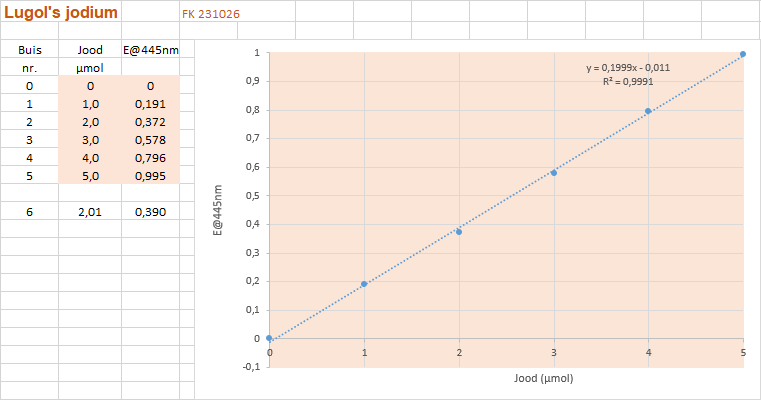 Lugol's jodium FK 231026
Buis Jood E@445nm
nr. µmol
0 0 0
1 1,0 0,191
2 2,0 0,372
3 3,0 0,578
4 4,0 0,796
5 5,0 0,995
6 2,01 0,390
y = 0,1999x - 0,011
R² = 0,9991
E@445nm
1
0,9
0,8
0,7
0,6
0,5
0,4
0,3
0,2
0,1
0
-0,1
0 1 2 3 4 5
Jood (µmol)